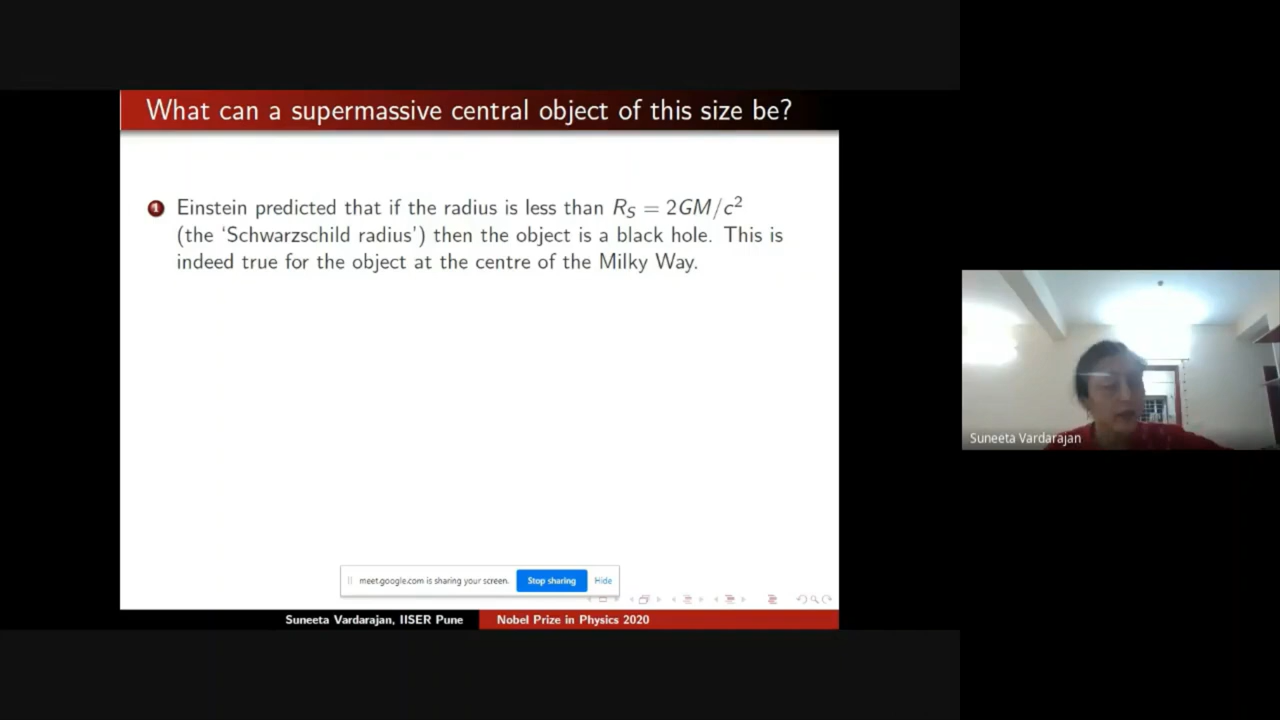 What can a supermassive central object of this size be?
1 Einstein predicted that if the radius is less than R_S = 2GM/c²
(the ‘Schwarzschild radius’) then the object is a black hole. This is
indeed true for the object at the centre of the Milky Way.
Suneeta Vardarajan
meet.google.com is sharing your screen. Stop sharing Hide
Suneeta Vardarajan, IISER Pune Nobel Prize in Physics 2020